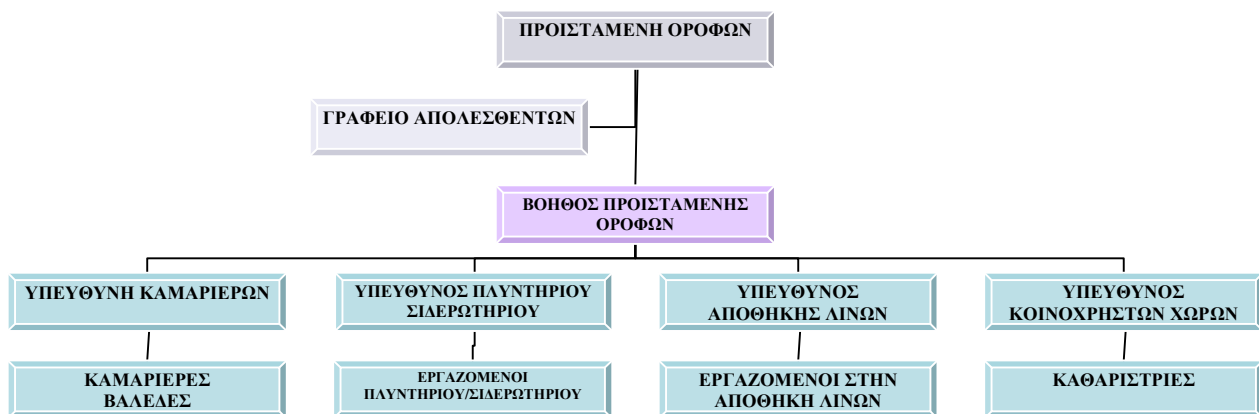 ΠΡΟΙΣΤΑΜΕΝΗ ΟΡΟΦΩΝ
ΓΡΑΦΕΙΟ ΑΠΟΛΕΣΘΕΝΤΩΝ
ΒΟΗΘΟΣ ΠΡΟΙΣΤΑΜΕΝΗΣ
ΟΡΟΦΩΝ
ΥΠΕΥΘΥΝΗ ΚΑΜΑΡΙΕΡΩΝ
ΥΠΕΥΘΥΝΟΣ ΠΛΥΝΤΗΡΙΟΥ
ΣΙΔΕΡΩΤΗΡΙΟΥ
ΥΠΕΥΘΥΝΟΣ
ΑΠΟΘΗΚΗΣ ΛΙΝΩΝ
ΥΠΕΥΘΥΝΟΣ
ΚΟΙΝΟΧΡΗΣΤΩΝ ΧΩΡΩΝ
ΚΑΜΑΡΙΕΡΕΣ
ΒΑΛΕΔΕΣ
ΕΡΓΑΖΟΜΕΝΟΙ
ΠΛΥΝΤΗΡΙΟΥ/ΣΙΔΕΡΩΤΗΡΙΟΥ
ΕΡΓΑΖΟΜΕΝΟΙ ΣΤΗΝ
ΑΠΟΘΗΚΗ ΛΙΝΩΝ
ΚΑΘΑΡΙΣΤΡΙΕΣ